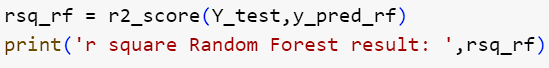 rsq_rf = r2_score(Y_test,y_pred_rf)
print('r square Random Forest result: ',rsq_rf)